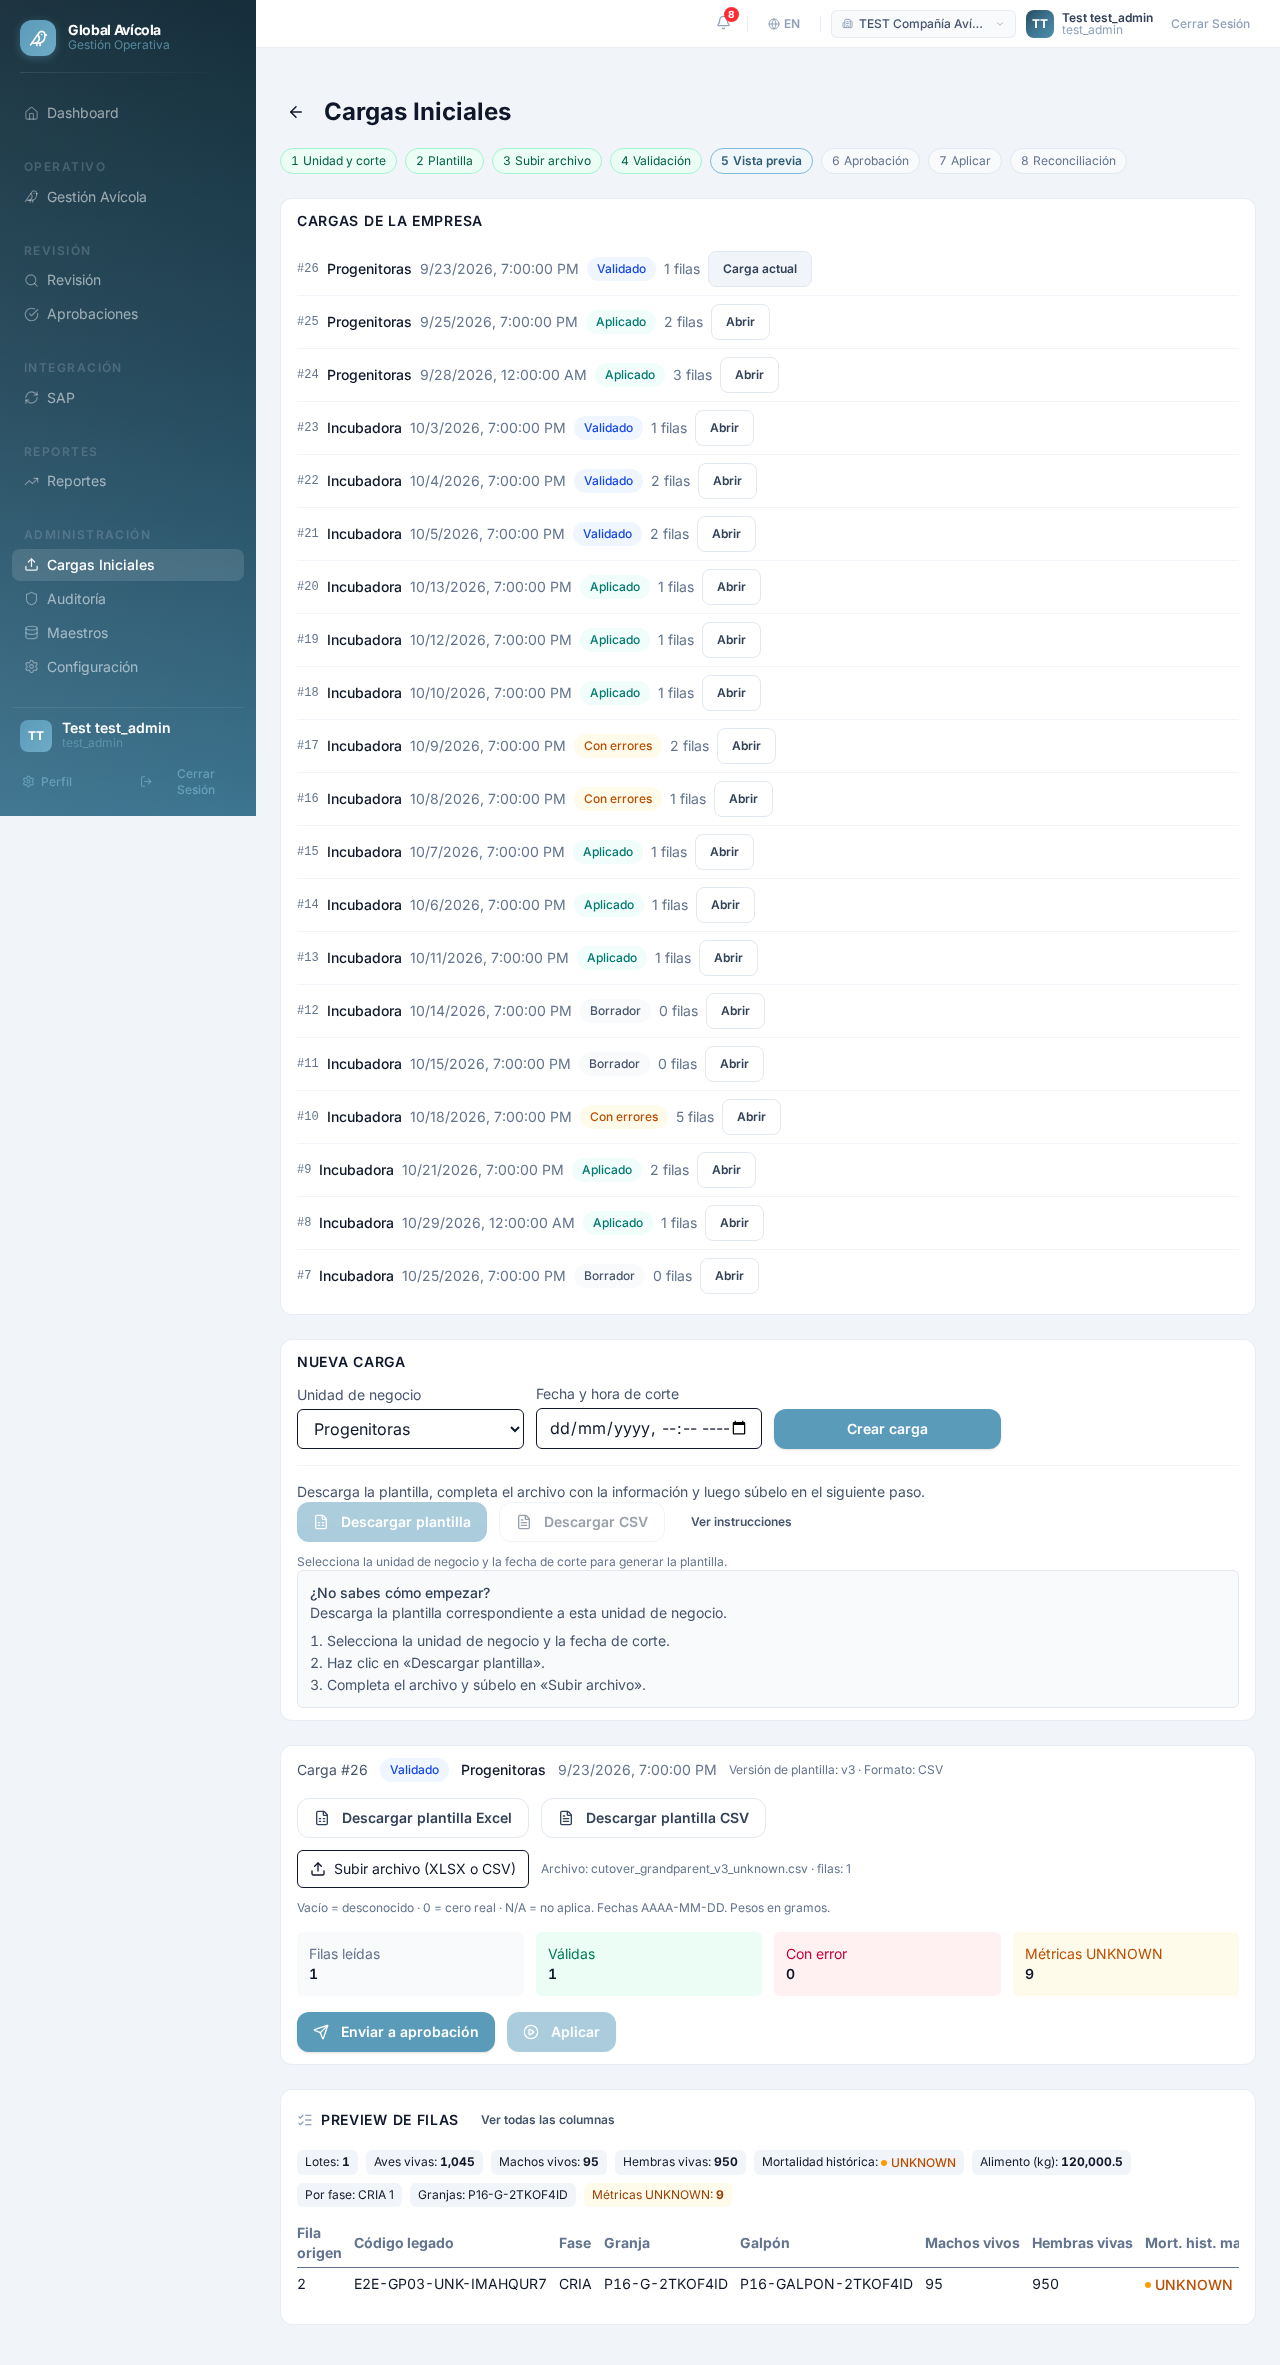 Global Avícola
Gestión Operativa
Dashboard
OPERATIVO
Gestión Avícola
REVISIÓN
Revisión
Aprobaciones
INTEGRACIÓN
SAP
REPORTES
Reportes
ADMINISTRACIÓN
Cargas Iniciales
Auditoría
Maestros
Configuración
TT Test test_admin
test_admin
Perfil Cerrar Sesión
8 EN TEST Compañía Aví... TT Test test_admin test_admin Cerrar Sesión
Cargas Iniciales
1 Unidad y corte 2 Plantilla 3 Subir archivo 4 Validación 5 Vista previa 6 Aprobación 7 Aplicar 8 Reconciliación
CARGAS DE LA EMPRESA
#26 Progenitoras 9/23/2026, 7:00:00 PM Validado 1 filas Carga actual
#25 Progenitoras 9/25/2026, 7:00:00 PM Aplicado 2 filas Abrir
#24 Progenitoras 9/28/2026, 12:00:00 AM Aplicado 3 filas Abrir
#23 Incubadora 10/3/2026, 7:00:00 PM Validado 1 filas Abrir
#22 Incubadora 10/4/2026, 7:00:00 PM Validado 2 filas Abrir
#21 Incubadora 10/5/2026, 7:00:00 PM Validado 2 filas Abrir
#20 Incubadora 10/13/2026, 7:00:00 PM Aplicado 1 filas Abrir
#19 Incubadora 10/12/2026, 7:00:00 PM Aplicado 1 filas Abrir
#18 Incubadora 10/10/2026, 7:00:00 PM Aplicado 1 filas Abrir
#17 Incubadora 10/9/2026, 7:00:00 PM Con errores 2 filas Abrir
#16 Incubadora 10/8/2026, 7:00:00 PM Con errores 1 filas Abrir
#15 Incubadora 10/7/2026, 7:00:00 PM Aplicado 1 filas Abrir
#14 Incubadora 10/6/2026, 7:00:00 PM Aplicado 1 filas Abrir
#13 Incubadora 10/11/2026, 7:00:00 PM Aplicado 1 filas Abrir
#12 Incubadora 10/14/2026, 7:00:00 PM Borrador 0 filas Abrir
#11 Incubadora 10/15/2026, 7:00:00 PM Borrador 0 filas Abrir
#10 Incubadora 10/18/2026, 7:00:00 PM Con errores 5 filas Abrir
#9 Incubadora 10/21/2026, 7:00:00 PM Aplicado 2 filas Abrir
#8 Incubadora 10/29/2026, 12:00:00 AM Aplicado 1 filas Abrir
#7 Incubadora 10/25/2026, 7:00:00 PM Borrador 0 filas Abrir
NUEVA CARGA
Unidad de negocio Fecha y hora de corte
Progenitoras dd/mm/yyyy, --:-- ---- Crear carga
Descarga la plantilla, completa el archivo con la información y luego súbelo en el siguiente paso.
Descargar plantilla Descargar CSV Ver instrucciones
Selecciona la unidad de negocio y la fecha de corte para generar la plantilla.
¿No sabes cómo empezar?
Descarga la plantilla correspondiente a esta unidad de negocio.
1. Selecciona la unidad de negocio y la fecha de corte.
2. Haz clic en «Descargar plantilla».
3. Completa el archivo y súbelo en «Subir archivo».
Carga #26 Validado Progenitoras 9/23/2026, 7:00:00 PM Versión de plantilla: v3 · Formato: CSV
Descargar plantilla Excel Descargar plantilla CSV
Subir archivo (XLSX o CSV) Archivo: cutover_grandparent_v3_unknown.csv · filas: 1
Vacío = desconocido · 0 = cero real · N/A = no aplica. Fechas AAAA-MM-DD. Pesos en gramos.
Filas leídas Válidas Con error Métricas UNKNOWN
1 1 0 9
Enviar a aprobación Aplicar
PREVIEW DE FILAS Ver todas las columnas
Lotes: 1 Aves vivas: 1,045 Machos vivos: 95 Hembras vivas: 950 Mortalidad histórica: UNKNOWN Alimento (kg): 120,000.5
Por fase: CRIA 1 Granjas: P16-G-2TKOF4ID Métricas UNKNOWN: 9
Fila origen Código legado Fase Granja Galpón Machos vivos Hembras vivas Mort. hist. ma
2 E2E-GP03-UNK-IMAHQUR7 CRIA P16-G-2TKOF4ID P16-GALPON-2TKOF4ID 95 950 UNKNOWN